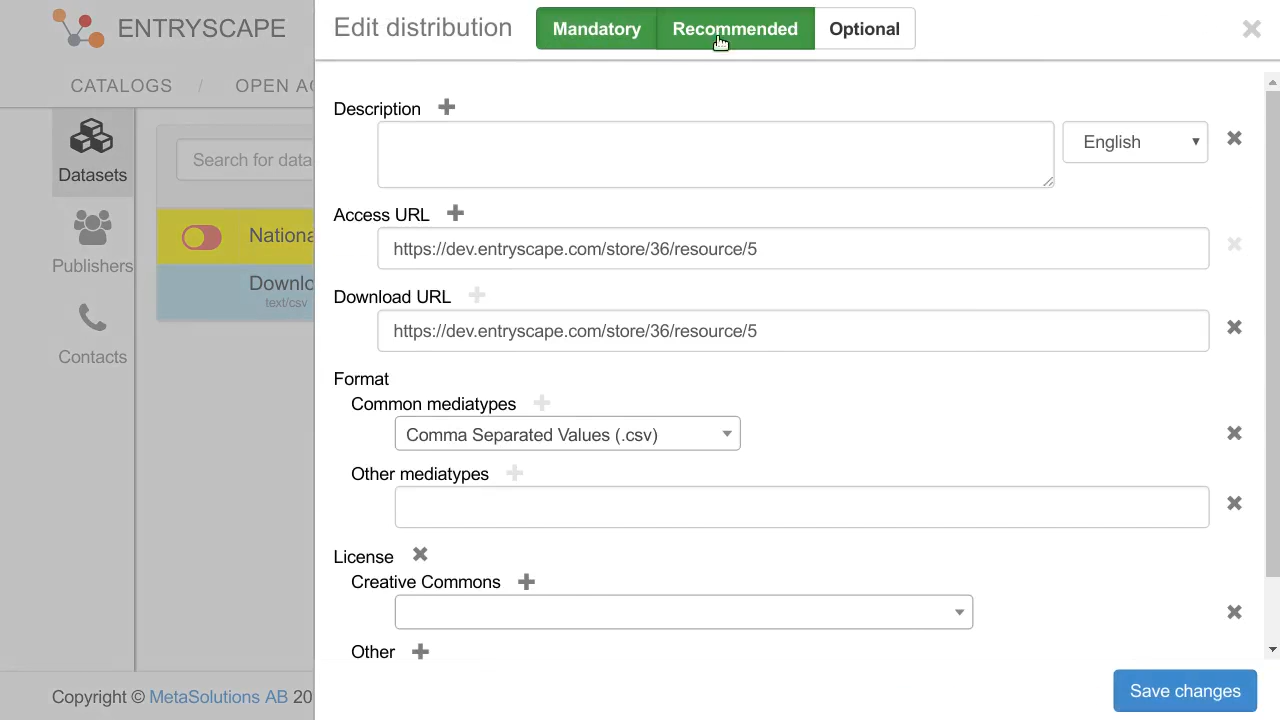 ENTRYSCAPE
Edit distribution
Mandatory
Recommended
Optional
CATALOGS / OPEN
Datasets
Publishers
Contacts
Search for data
Nationa
Downlo
text/csv
Description
English
Access URL
https://dev.entryscape.com/store/36/resource/5
Download URL
https://dev.entryscape.com/store/36/resource/5
Format
Common mediatypes
Comma Separated Values (.csv)
Other mediatypes
License
Creative Commons
Other
Copyright © MetaSolutions AB 20
Save changes